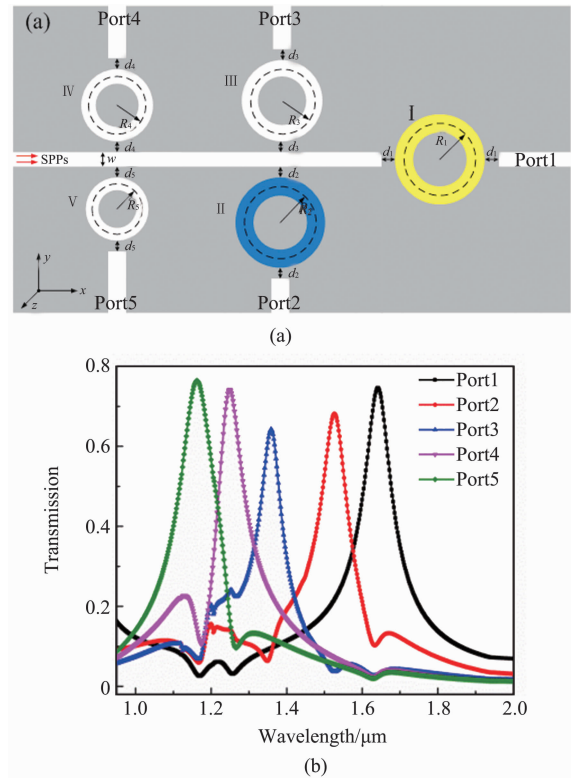 (a)
Port4
Port3
d4
d3
IV
III
I
R4
R3
R1
d4
d3
d1
d1
SPPs
w
Port1
d5
d2
V
II
R5
d5
d2
y
x
z
Port5
Port2
(a)
0.8
0.6
0.4
0.2
0
Transmission
Port1
Port2
Port3
Port4
Port5
1.0
1.2
1.4
1.6
1.8
2.0
Wavelength/μm
(b)